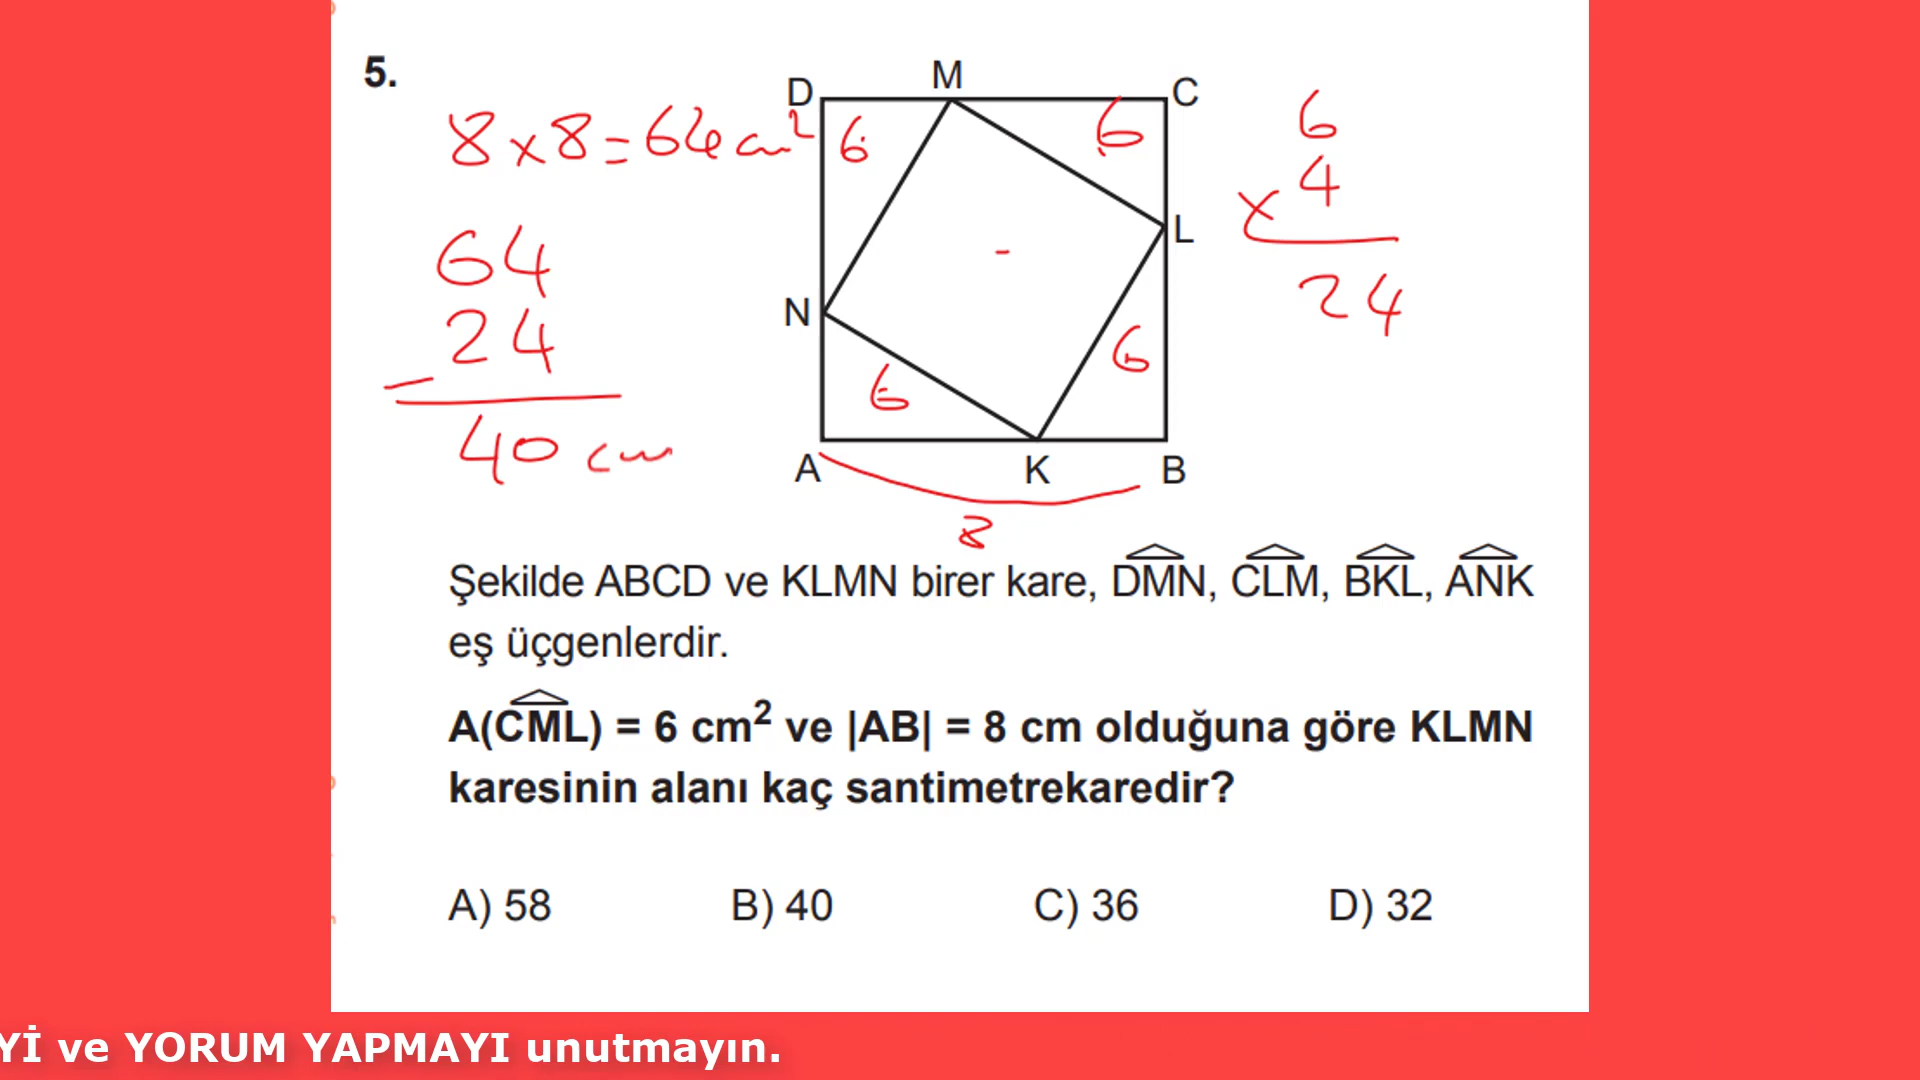 5.
8x8=64cm²
64
24
-
40 cm
D M C
6 6
L
N
6 6
A K B
8
6
x 4
24
Şekilde ABCD ve KLMN birer kare, DMN, CLM, BKL, ANK
eş üçgenlerdir.
A(CML) = 6 cm² ve |AB| = 8 cm olduğuna göre KLMN
karesinin alanı kaç santimetrekaredir?
A) 58 B) 40 C) 36 D) 32
Yİ ve YORUM YAPMAYI unutmayın.